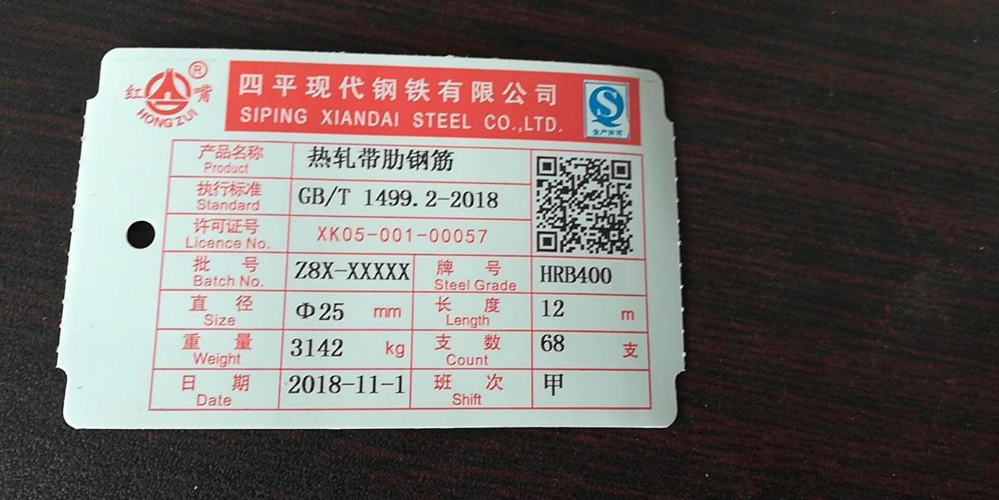 红 嘴 ®
HONGZUI
四平现代钢铁有限公司
SIPING XIANDAI STEEL CO.,LTD.
生产许可
产品名称 热轧带肋钢筋
Product
执行标准 GB/T 1499.2-2018
Standard
许可证号 XK05-001-00057
Licence No.
批 号 Z8X-XXXXX 牌 号 HRB400
Batch No. Steel Grade
直 径 Φ25 mm 长 度 12 m
Size Length
重 量 3142 kg 支 数 68 支
Weight Count
日 期 2018-11-1 班 次 甲
Date Shift